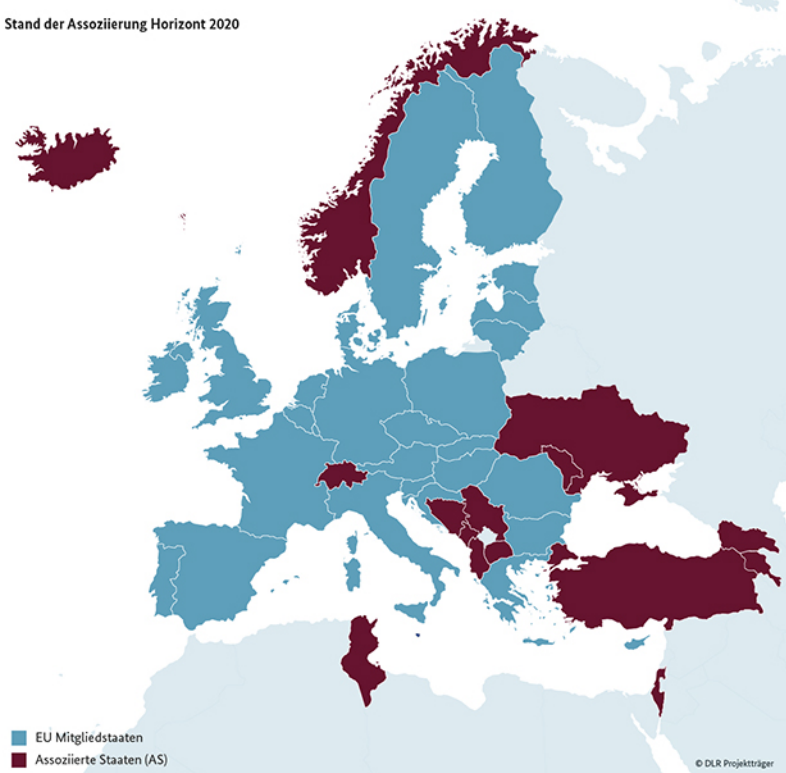 Stand der Assoziierung Horizont 2020
EU Mitgliedstaaten
Assoziierte Staaten (AS)
© DLR Projektträger